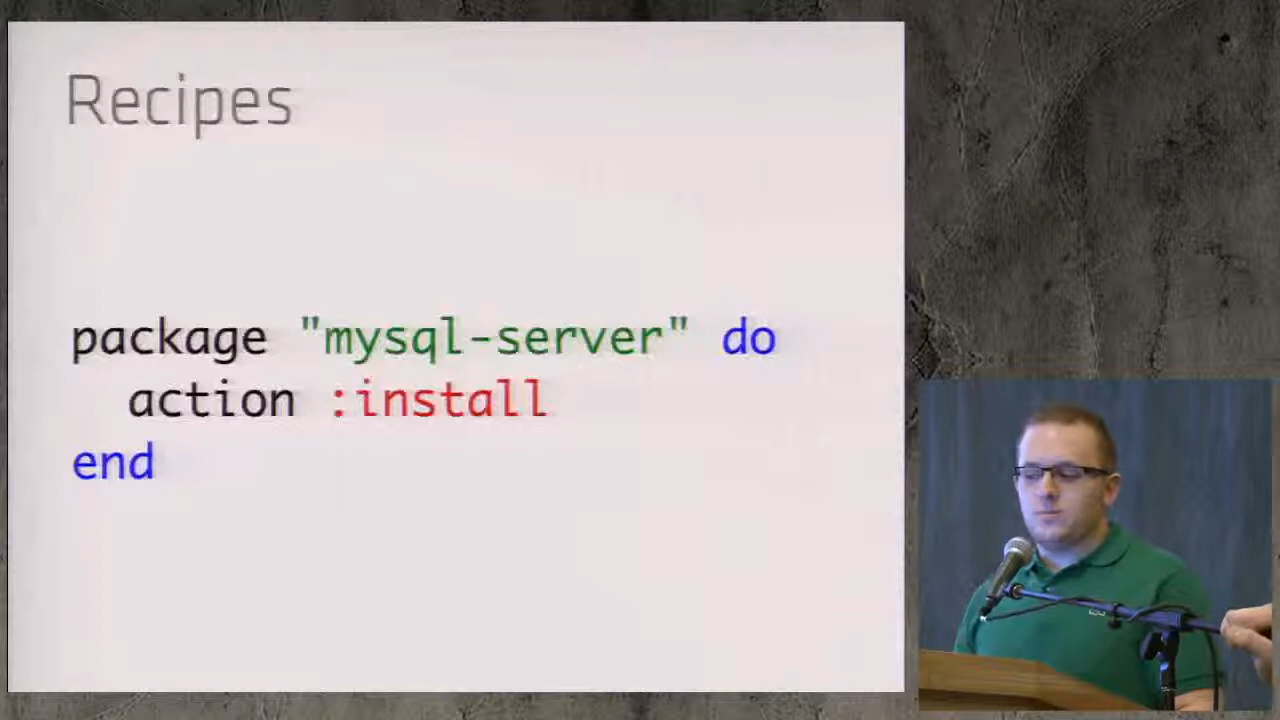 Recipes
package "mysql-server" do
action :install
end